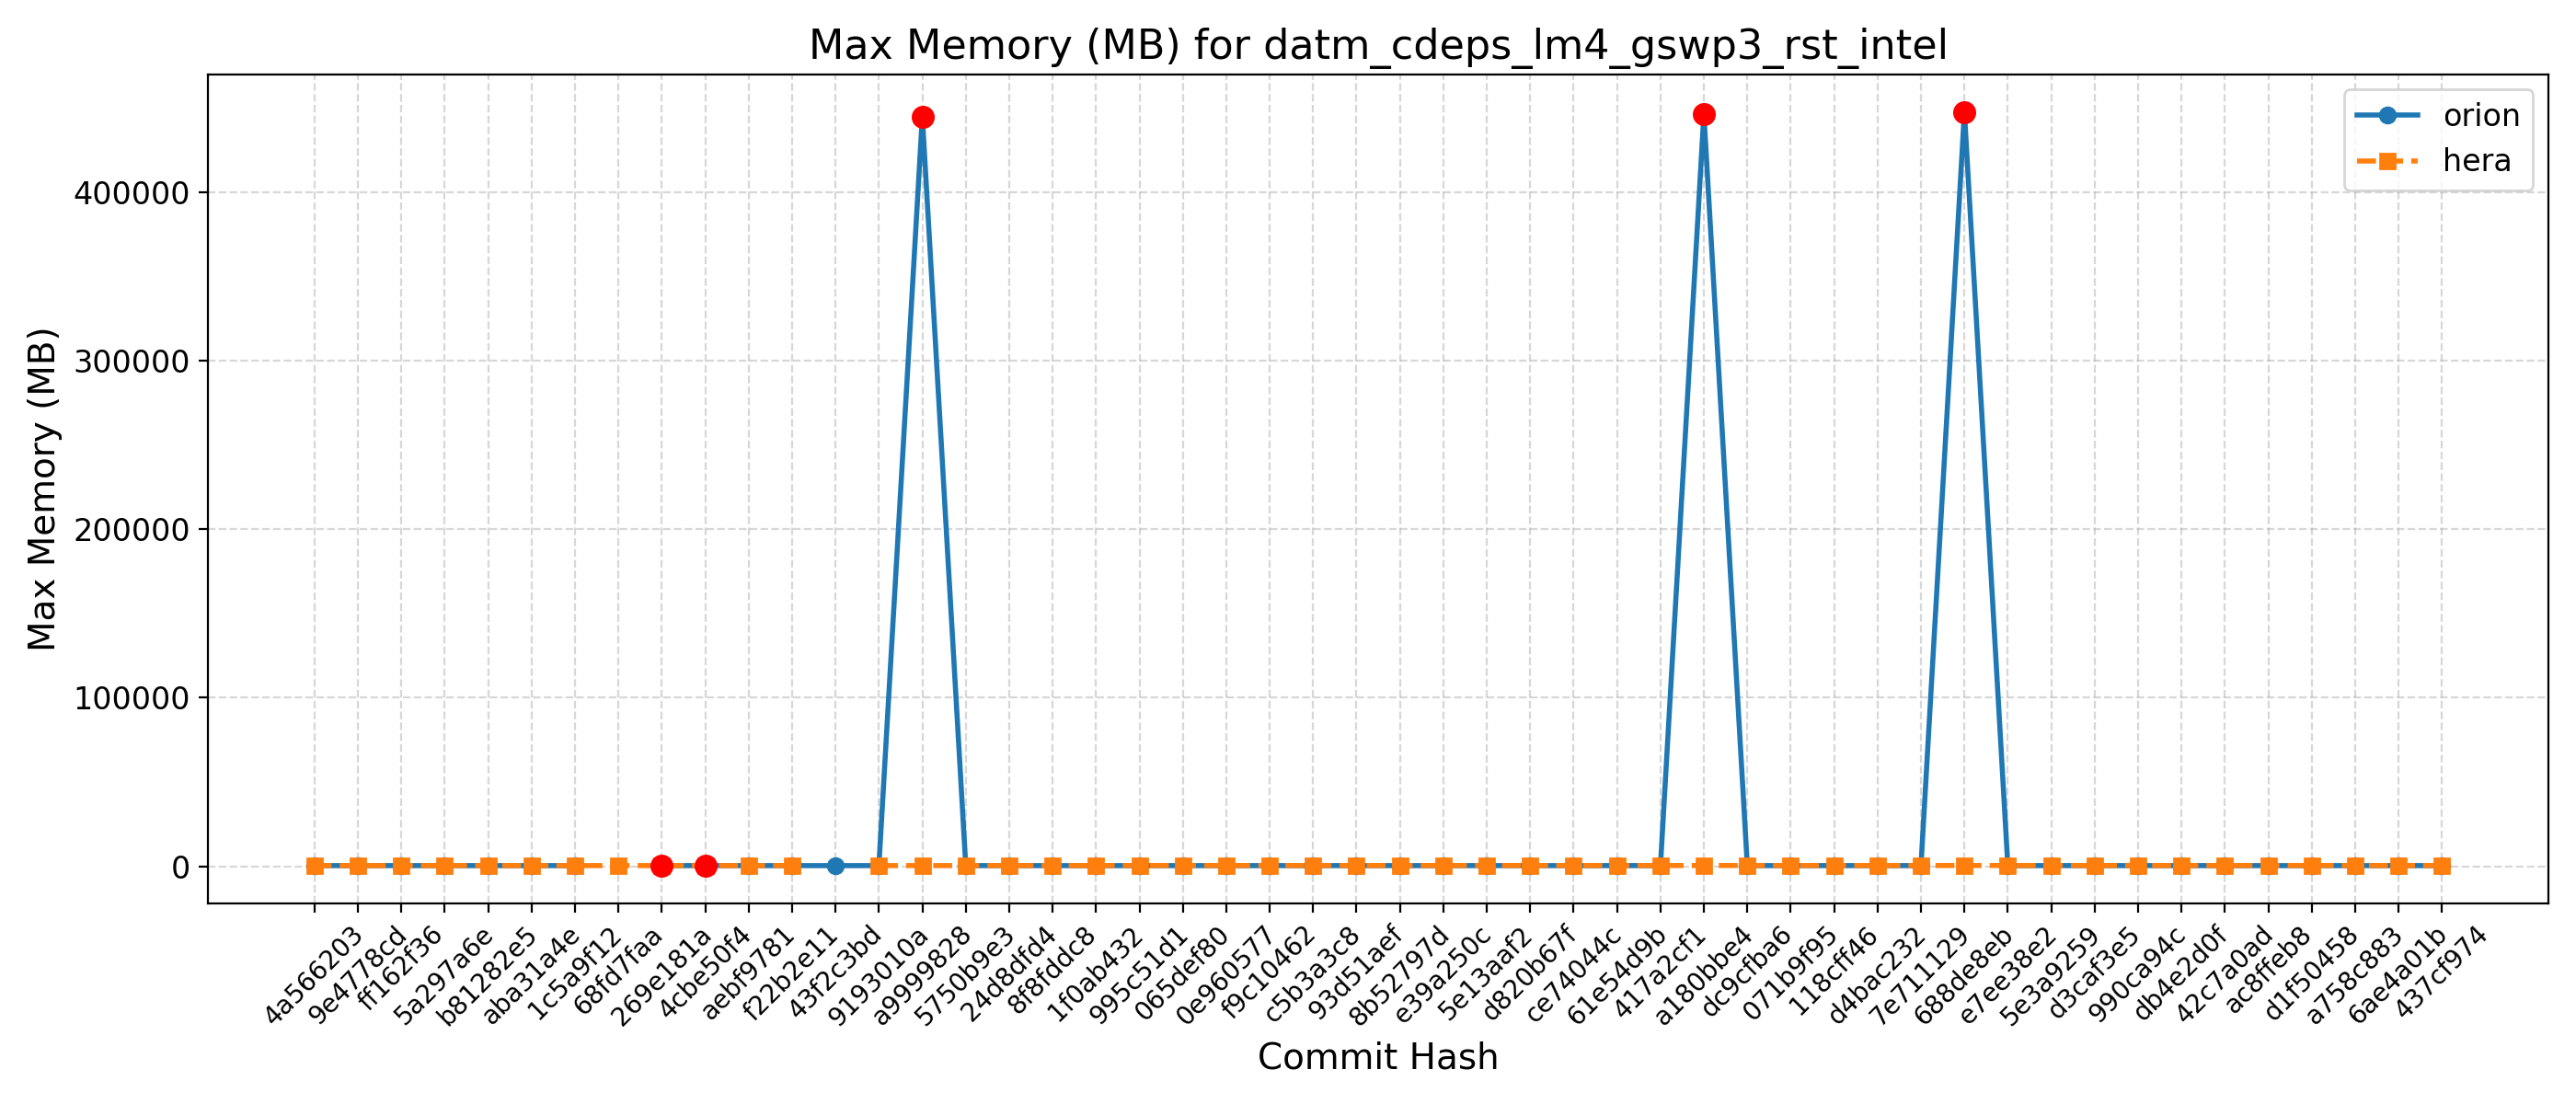 Max Memory (MB) for datm_cdeps_lm4_gswp3_rst_intel
orion
hera
Max Memory (MB)
400000
300000
200000
100000
0
4a566203
9e4778cd
ff162f36
5a297a6e
b81282e5
aba31a4e
1c5a9f12
68fd7faa
269e181a
4cbe50f4
aebf9781
f22b2e11
43f2c3bd
9193010a
a9999828
5750b9e3
24d8dfd4
8f8fddc8
1f0ab432
995c51d1
065def80
0e960577
f9c10462
c5b3a3c8
93d51aef
8b52797d
e39a250c
5e13aaf2
d820b67f
ce74044c
61e54d9b
417a2cf1
a180bbe4
dc9cfba6
071b9f95
118cff46
d4bac232
7e711129
688de8eb
e7ee38e2
5e3a9259
d3caf3e5
990ca94c
db4e2d0f
42c7a0ad
ac8ffeb8
d1f50458
a758c883
6ae4a01b
437cf974
Commit Hash